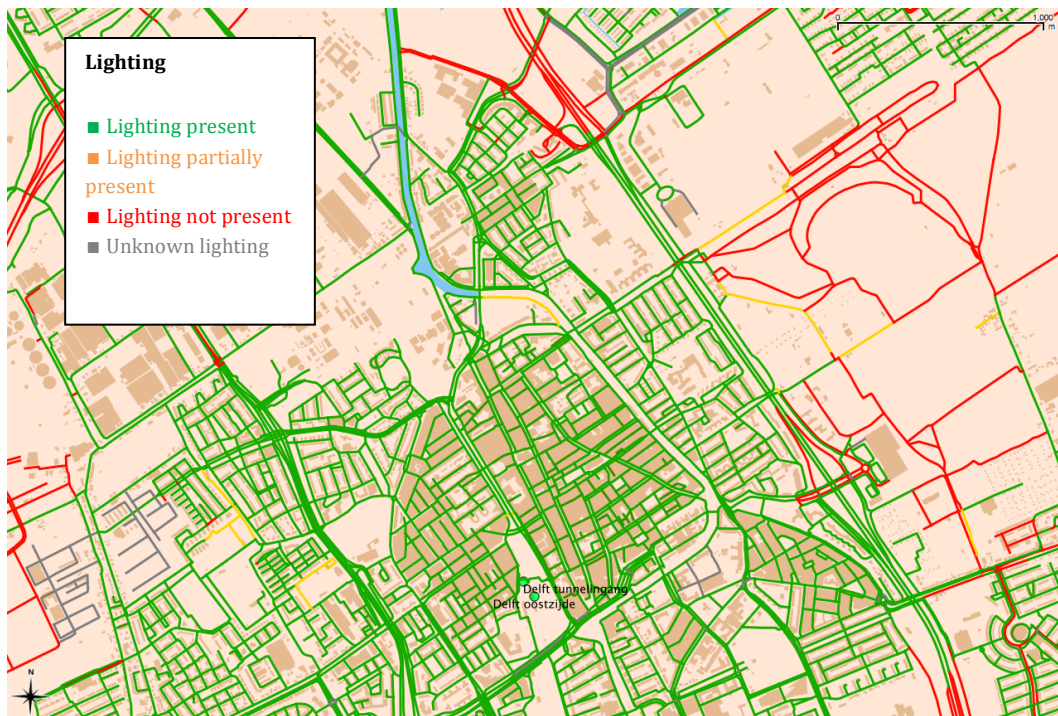 Lighting
■ Lighting present
■ Lighting partially
present
■ Lighting not present
■ Unknown lighting
0 1,000
m
Delft tunnelingang
Delft oostzijde
N